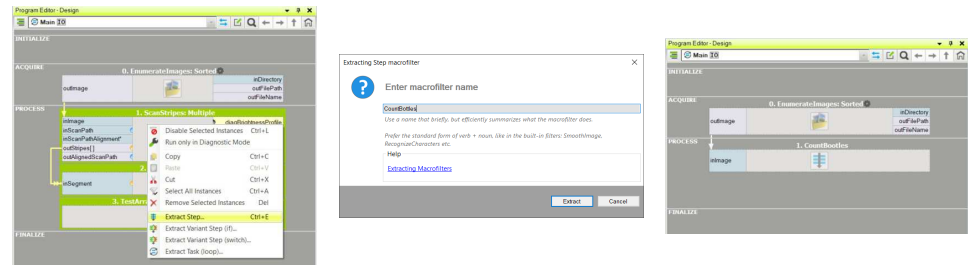 Program Editor - Design
Main IO
INITIALIZE
ACQUIRE
0. EnumerateImages: Sorted
outImage
inDirectory
outFilePath
outFileName
PROCESS
1. ScanStripes: Multiple
inImage
diagBrightnessProfile
inScanPath
inScanPathAlignment*
outStripes[]
outAlignedScanPath
2.
inSegment
3. TestArra
FINALIZE
Disable Selected Instances Ctrl+L
Run only in Diagnostic Mode
Copy Ctrl+C
Paste Ctrl+V
Cut Ctrl+X
Select All Instances Ctrl+A
Remove Selected Instances Del
Extract Step... Ctrl+E
Extract Variant Step (if)...
Extract Variant Step (switch)...
Extract Task (loop)...
Extracting Step macrofilter
Enter macrofilter name
CountBottles
Use a name that briefly, but efficiently summarizes what the macrofilter does.
Prefer the standard form of verb + noun, like in the built-in filters: SmoothImage.
RecognizeCharacters etc.
Help
Extracting Macrofilters
Extract Cancel
Program Editor - Design
Main IO
INITIALIZE
ACQUIRE
0. EnumerateImages: Sorted
outImage
inDirectory
outFilePath
outFileName
PROCESS
1. CountBootles
inImage
FINALIZE